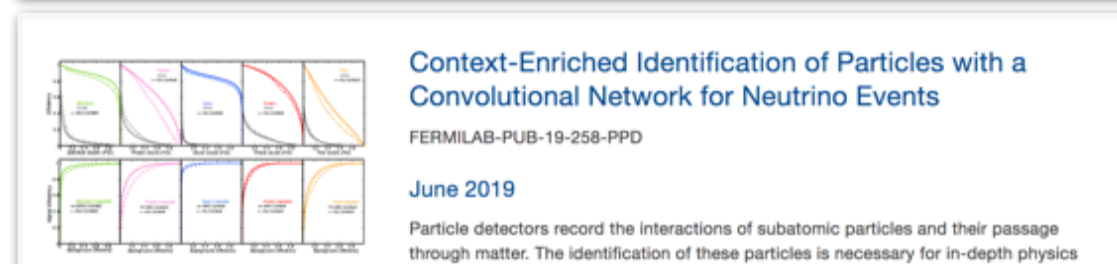 Context-Enriched Identification of Particles with a
Convolutional Network for Neutrino Events
FERMILAB-PUB-19-258-PPD
June 2019
Particle detectors record the interactions of subatomic particles and their passage
through matter. The identification of these particles is necessary for in-depth physics